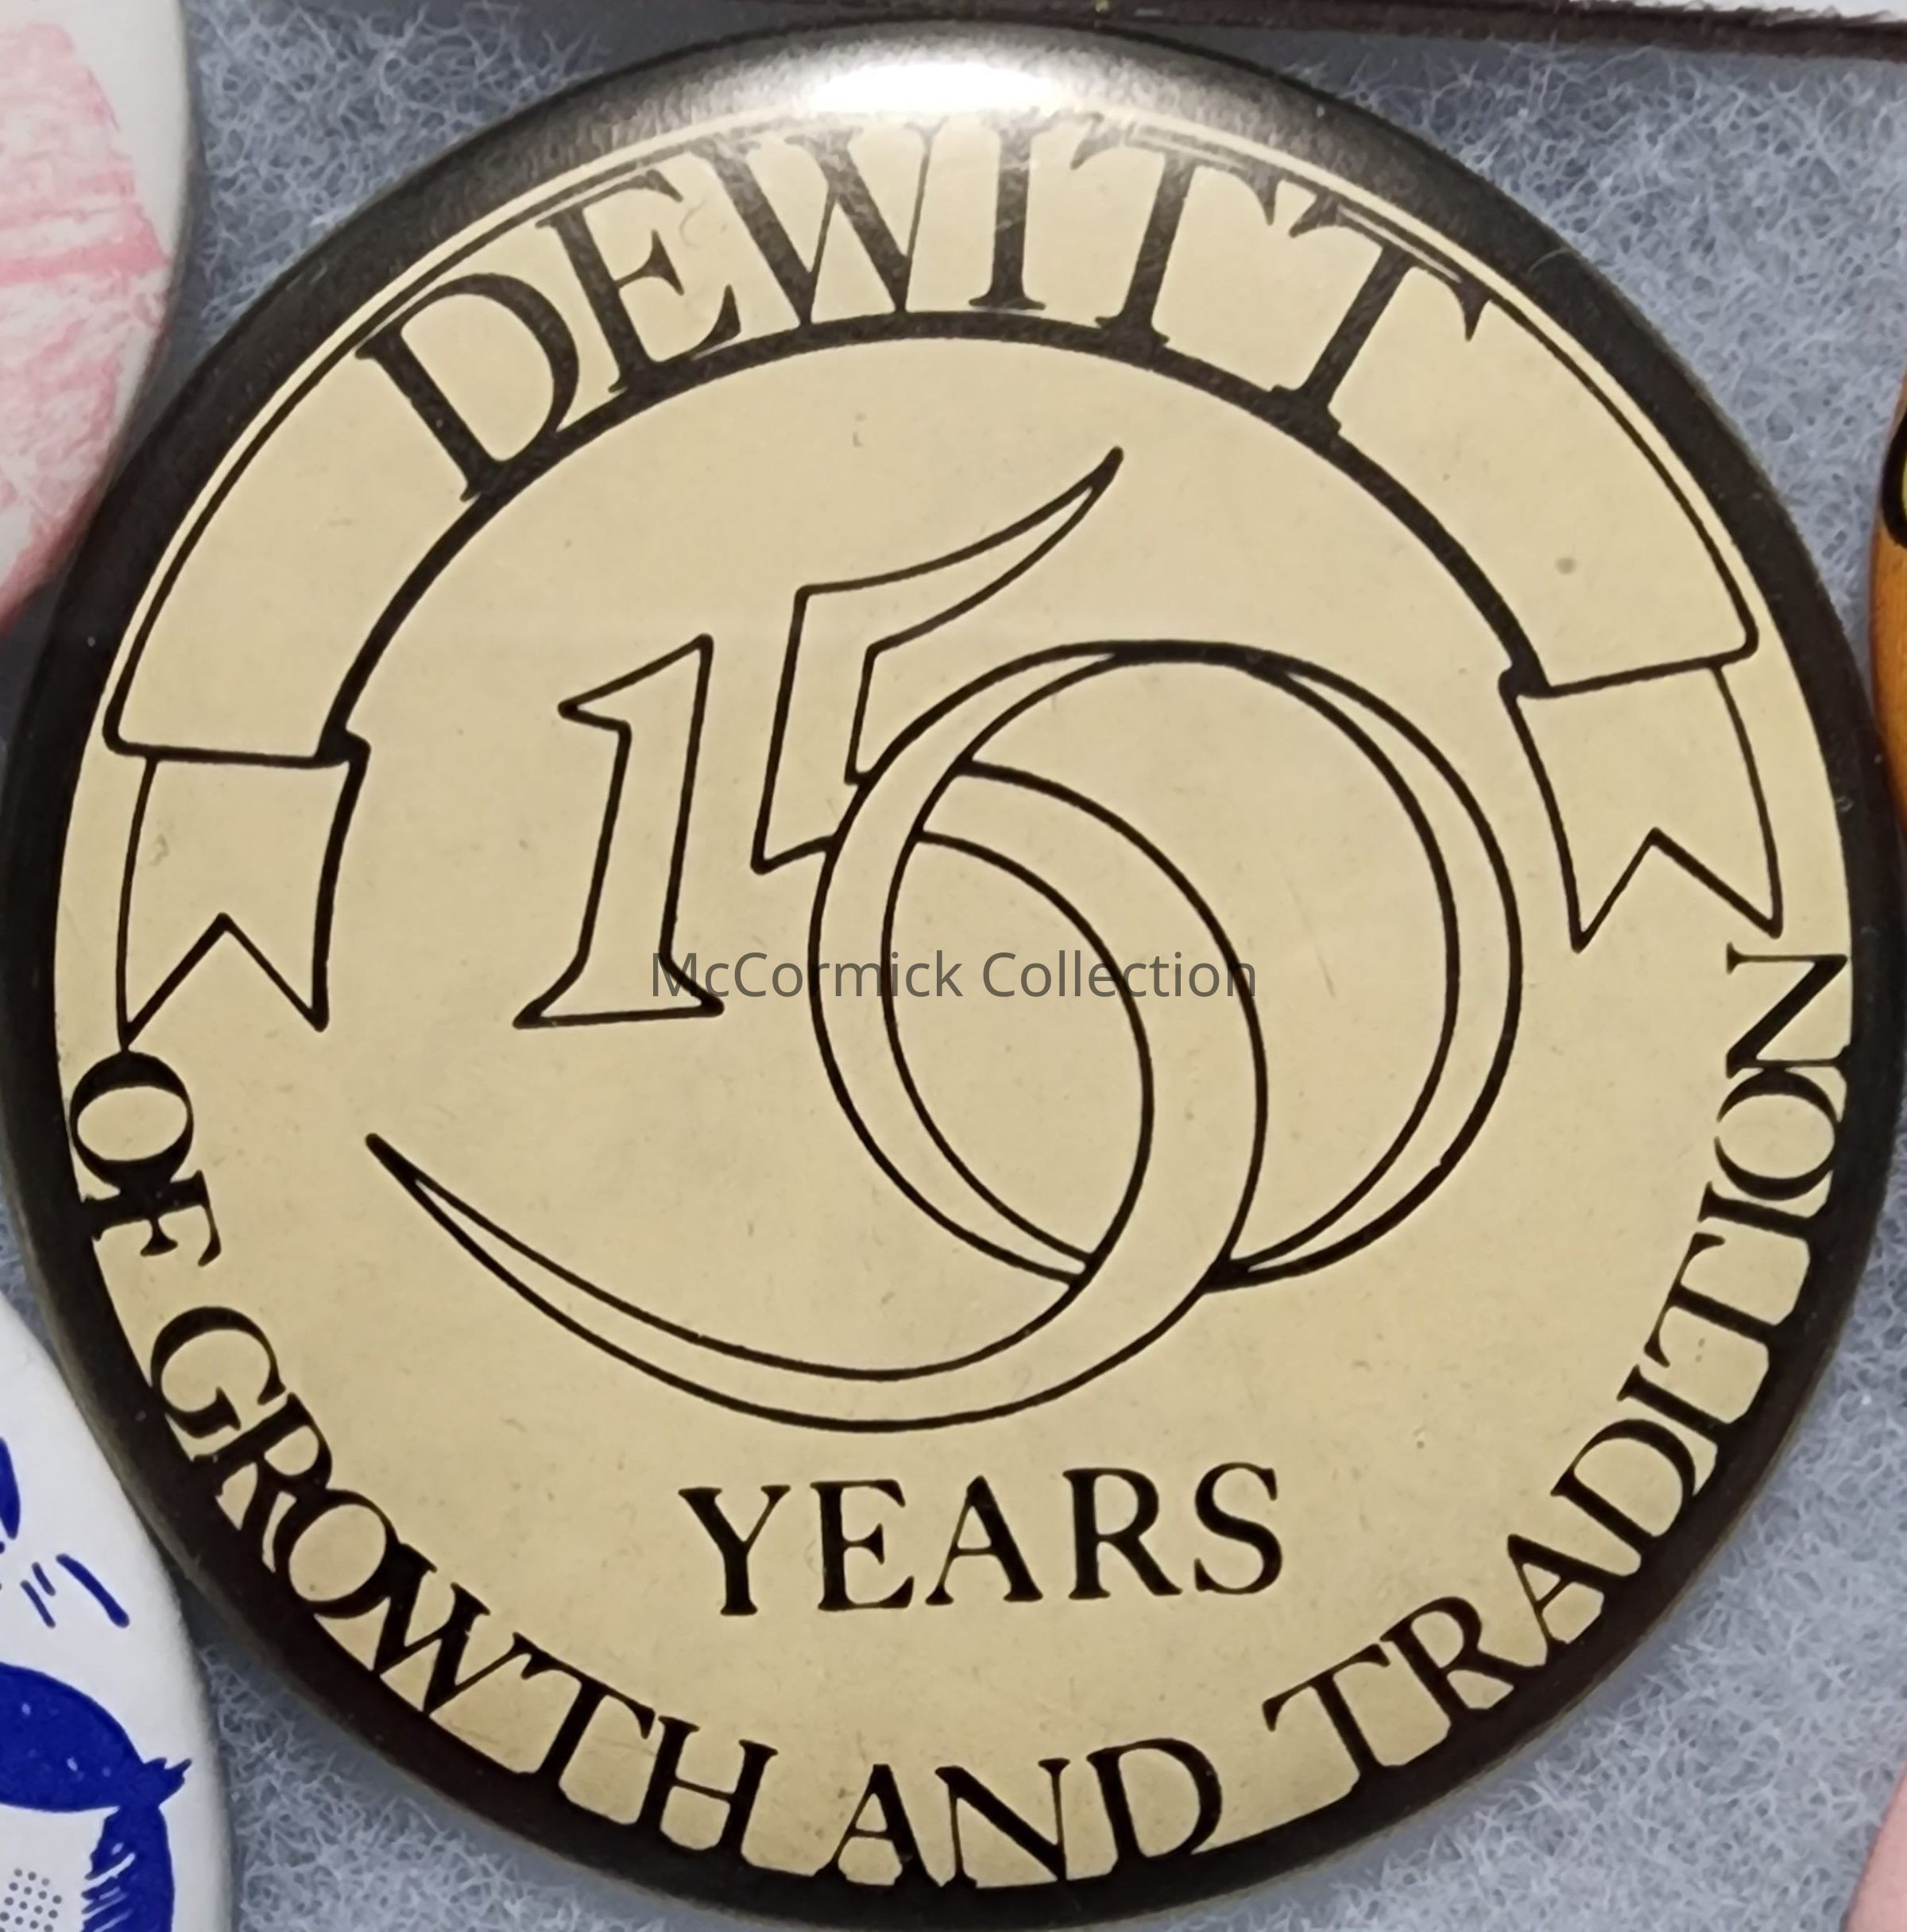 DEWITT
150
McCormick Collection
YEARS
OF GROWTH AND TRADITION